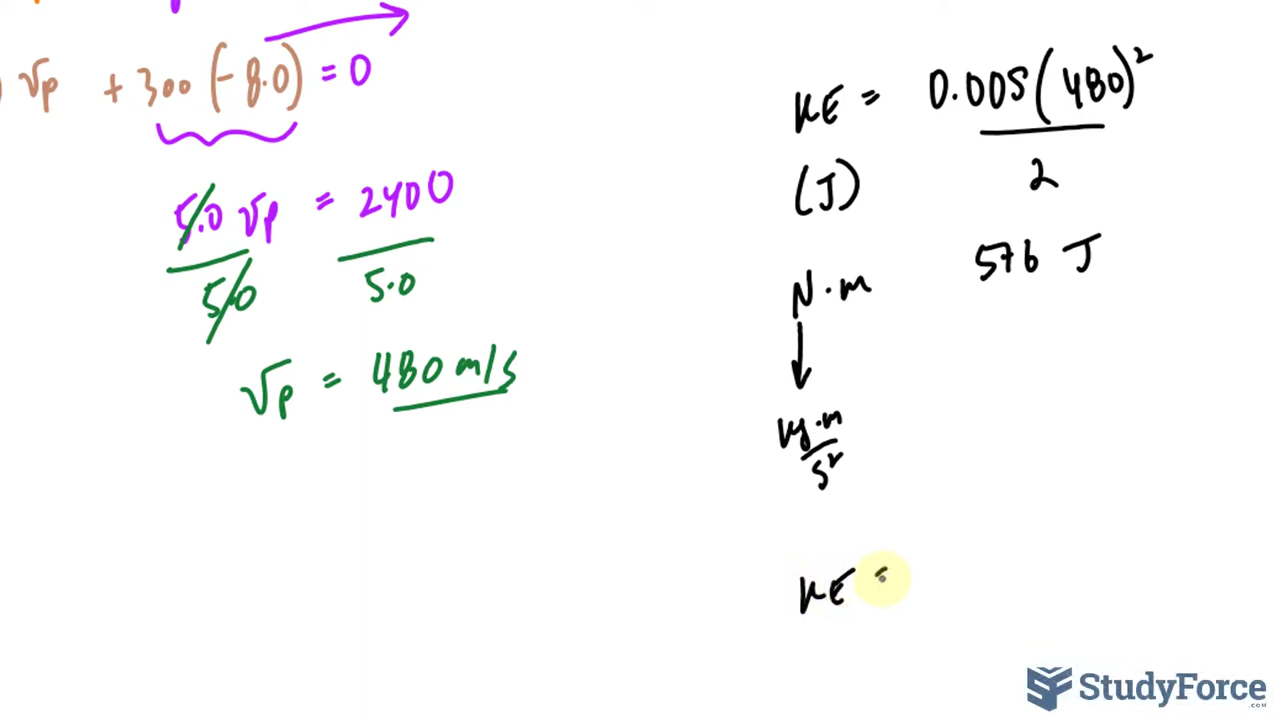 ) vp + 300 (-8.0) = 0
5.0 vp = 2400
5.0 5.0
vp = 480 m/s
KE = 0.005(480)²
2
(J)
576 J
N·m
kg·m
s²
KE =
StudyForce
.COM